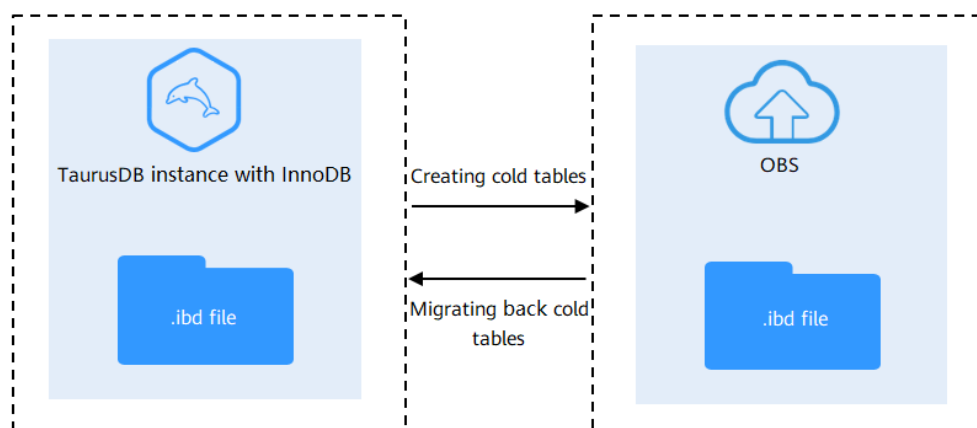 TaurusDB instance with InnoDB
.ibd file
Creating cold tables
Migrating back cold
tables
OBS
.ibd file